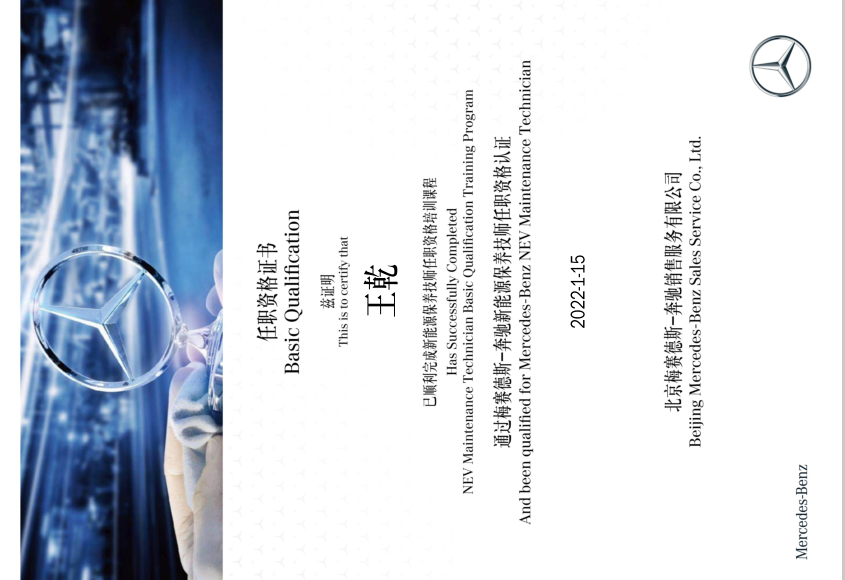 任职资格证书
Basic Qualification
兹证明
This is to certify that
王乾
已顺利完成新能源保养技师任职资格培训课程
Has Successfully Completed
NEV Maintenance Technician Basic Qualification Training Program
通过梅赛德斯-奔驰新能源保养技师任职资格认证
And been qualified for Mercedes-Benz NEV Maintenance Technician
2022-1-15
北京梅赛德斯-奔驰销售服务有限公司
Beijing Mercedes-Benz Sales Service Co., Ltd.
Mercedes-Benz